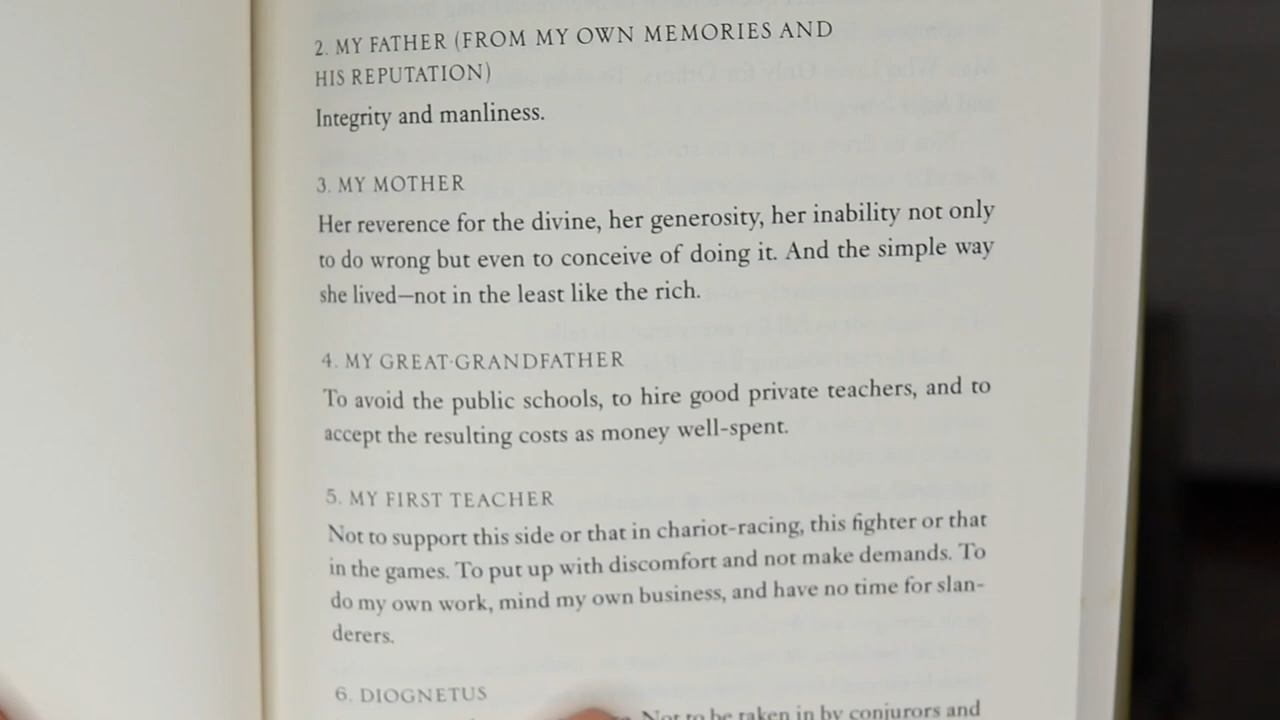 2. MY FATHER (FROM MY OWN MEMORIES AND
HIS REPUTATION)
Integrity and manliness.
3. MY MOTHER
Her reverence for the divine, her generosity, her inability not only
to do wrong but even to conceive of doing it. And the simple way
she lived—not in the least like the rich.
4. MY GREAT-GRANDFATHER
To avoid the public schools, to hire good private teachers, and to
accept the resulting costs as money well-spent.
5. MY FIRST TEACHER
Not to support this side or that in chariot-racing, this fighter or that
in the games. To put up with discomfort and not make demands. To
do my own work, mind my own business, and have no time for slan-
derers.
6. DIOGNETUS
Not to be taken in by conjurors and